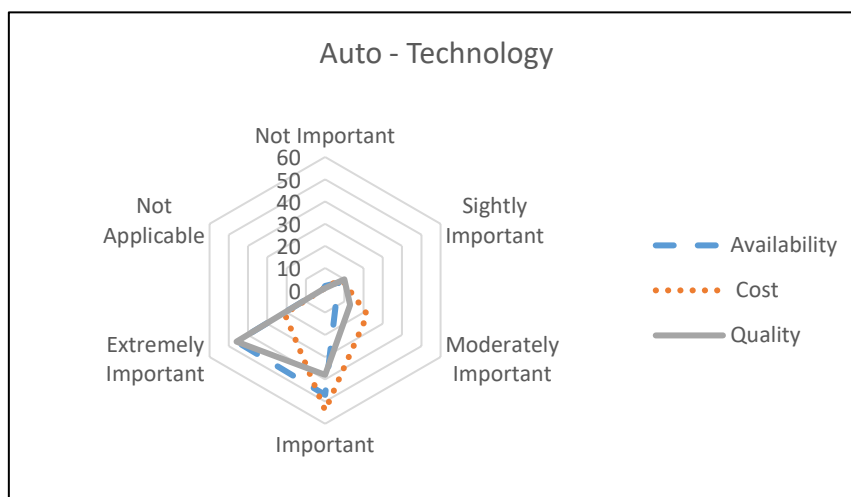 Auto - Technology
Not Important
60
50
40
30
20
10
0
Sightly
Important
Moderately
Important
Important
Extremely
Important
Not
Applicable
Availability
Cost
Quality